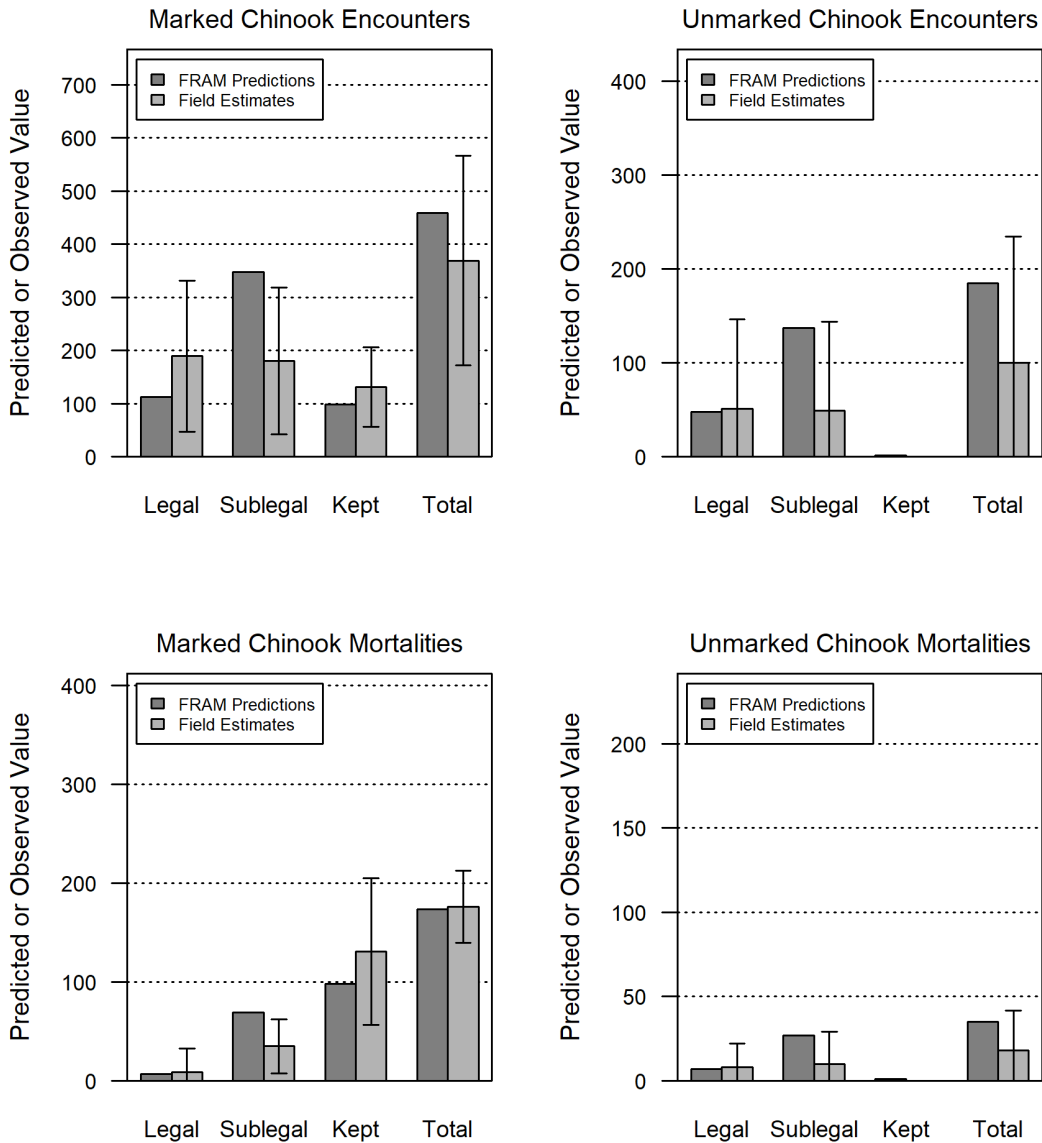 Marked Chinook Encounters
Predicted or Observed Value
700
600
500
400
300
200
100
0
FRAM Predictions
Field Estimates
Legal Sublegal Kept Total
Unmarked Chinook Encounters
Predicted or Observed Value
400
300
200
100
0
FRAM Predictions
Field Estimates
Legal Sublegal Kept Total
Marked Chinook Mortalities
Predicted or Observed Value
400
300
200
100
0
FRAM Predictions
Field Estimates
Legal Sublegal Kept Total
Unmarked Chinook Mortalities
Predicted or Observed Value
200
150
100
50
0
FRAM Predictions
Field Estimates
Legal Sublegal Kept Total